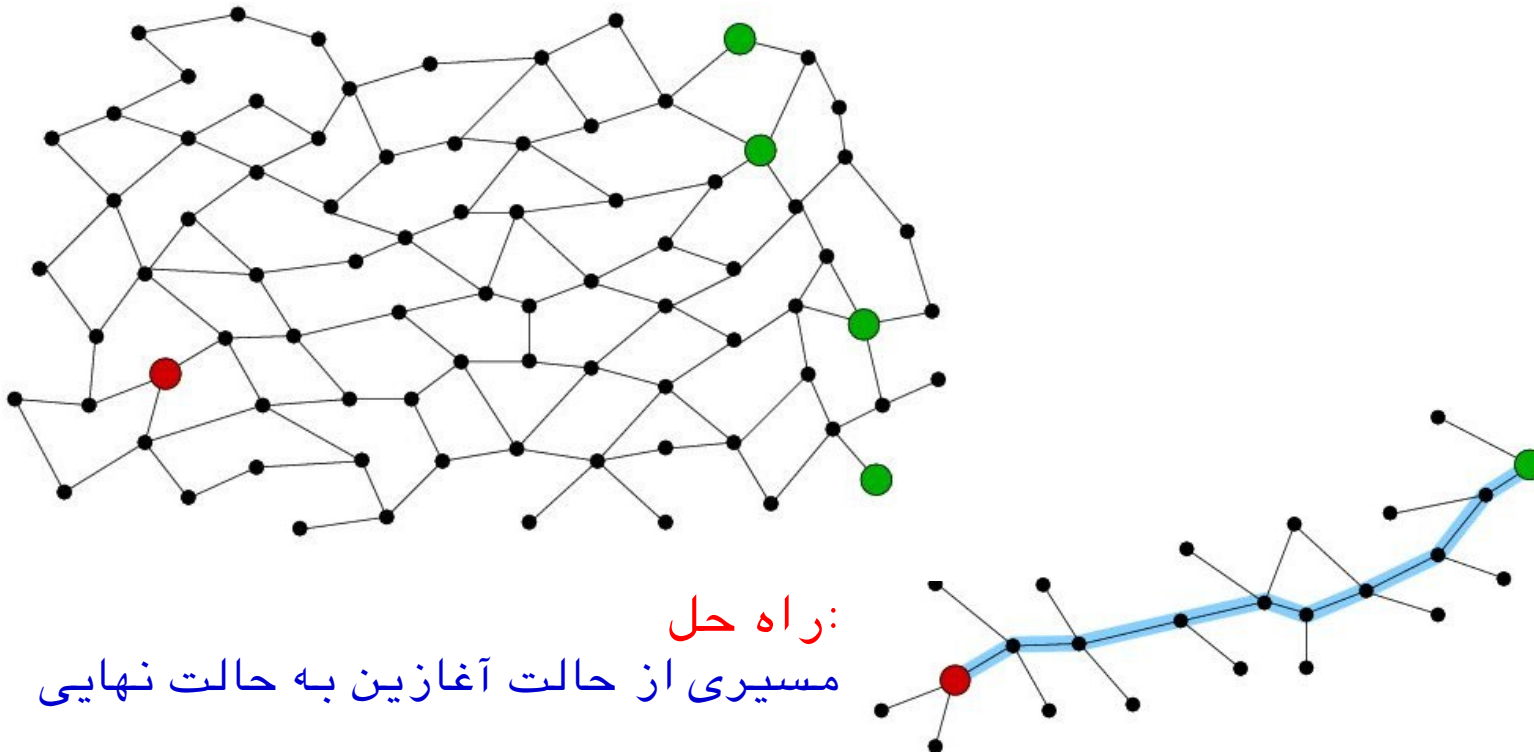 راه حل:
مسیری از حالت آغازین به حالت نهایی